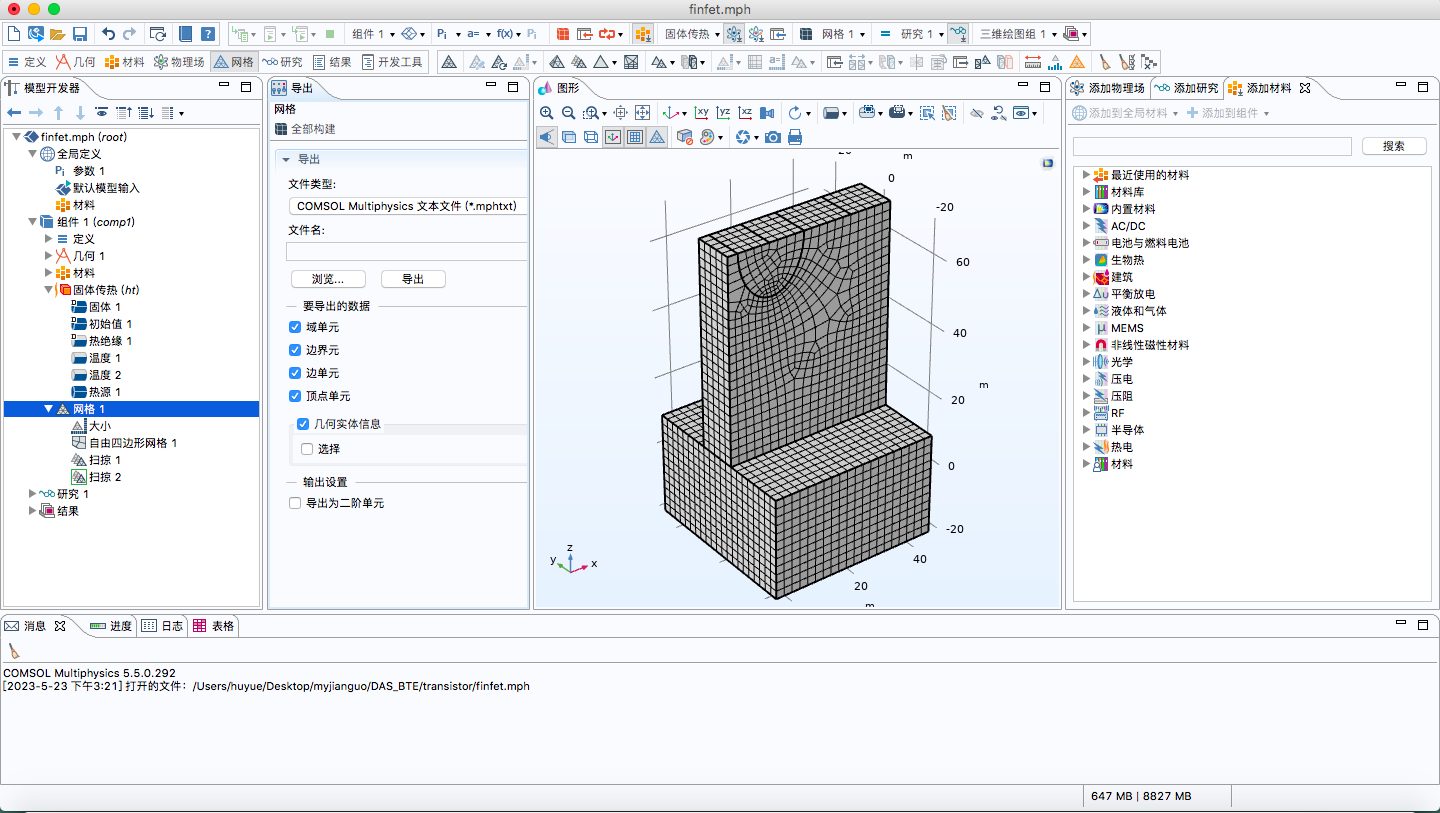 finfet.mph
组件 1
Pi
a=
f(x)
Pi
固体传热
网格 1
研究 1
三维绘图组 1
定义
几何
材料
物理场
网格
研究
结果
开发工具
模型开发器
finfet.mph (root)
全局定义
Pi 参数 1
默认模型输入
材料
组件 1 (comp1)
定义
几何 1
材料
固体传热 (ht)
固体 1
初始值 1
热绝缘 1
温度 1
温度 2
热源 1
网格 1
大小
自由四边形网格 1
扫掠 1
扫掠 2
研究 1
结果
导出
网格
全部构建
导出
文件类型:
COMSOL Multiphysics 文本文件 (*.mphtxt)
文件名:
浏览...
导出
要导出的数据
域单元
边界元
边单元
顶点单元
几何实体信息
选择
输出设置
导出为二阶单元
图形
xy
yz
xz
m
0
-20
60
40
m
20
0
-20
40
20
z
y
x
添加物理场
添加研究
添加材料
添加到全局材料
添加到组件
搜索
最近使用的材料
材料库
内置材料
AC/DC
电池与燃料电池
生物热
建筑
平衡放电
液体和气体
MEMS
非线性磁性材料
光学
压电
压阻
RF
半导体
热电
材料
消息
进度
日志
表格
COMSOL Multiphysics 5.5.0.292
[2023-5-23 下午3:21] 打开的文件: /Users/huyue/Desktop/myjianguo/DAS_BTE/transistor/finfet.mph
647 MB | 8827 MB